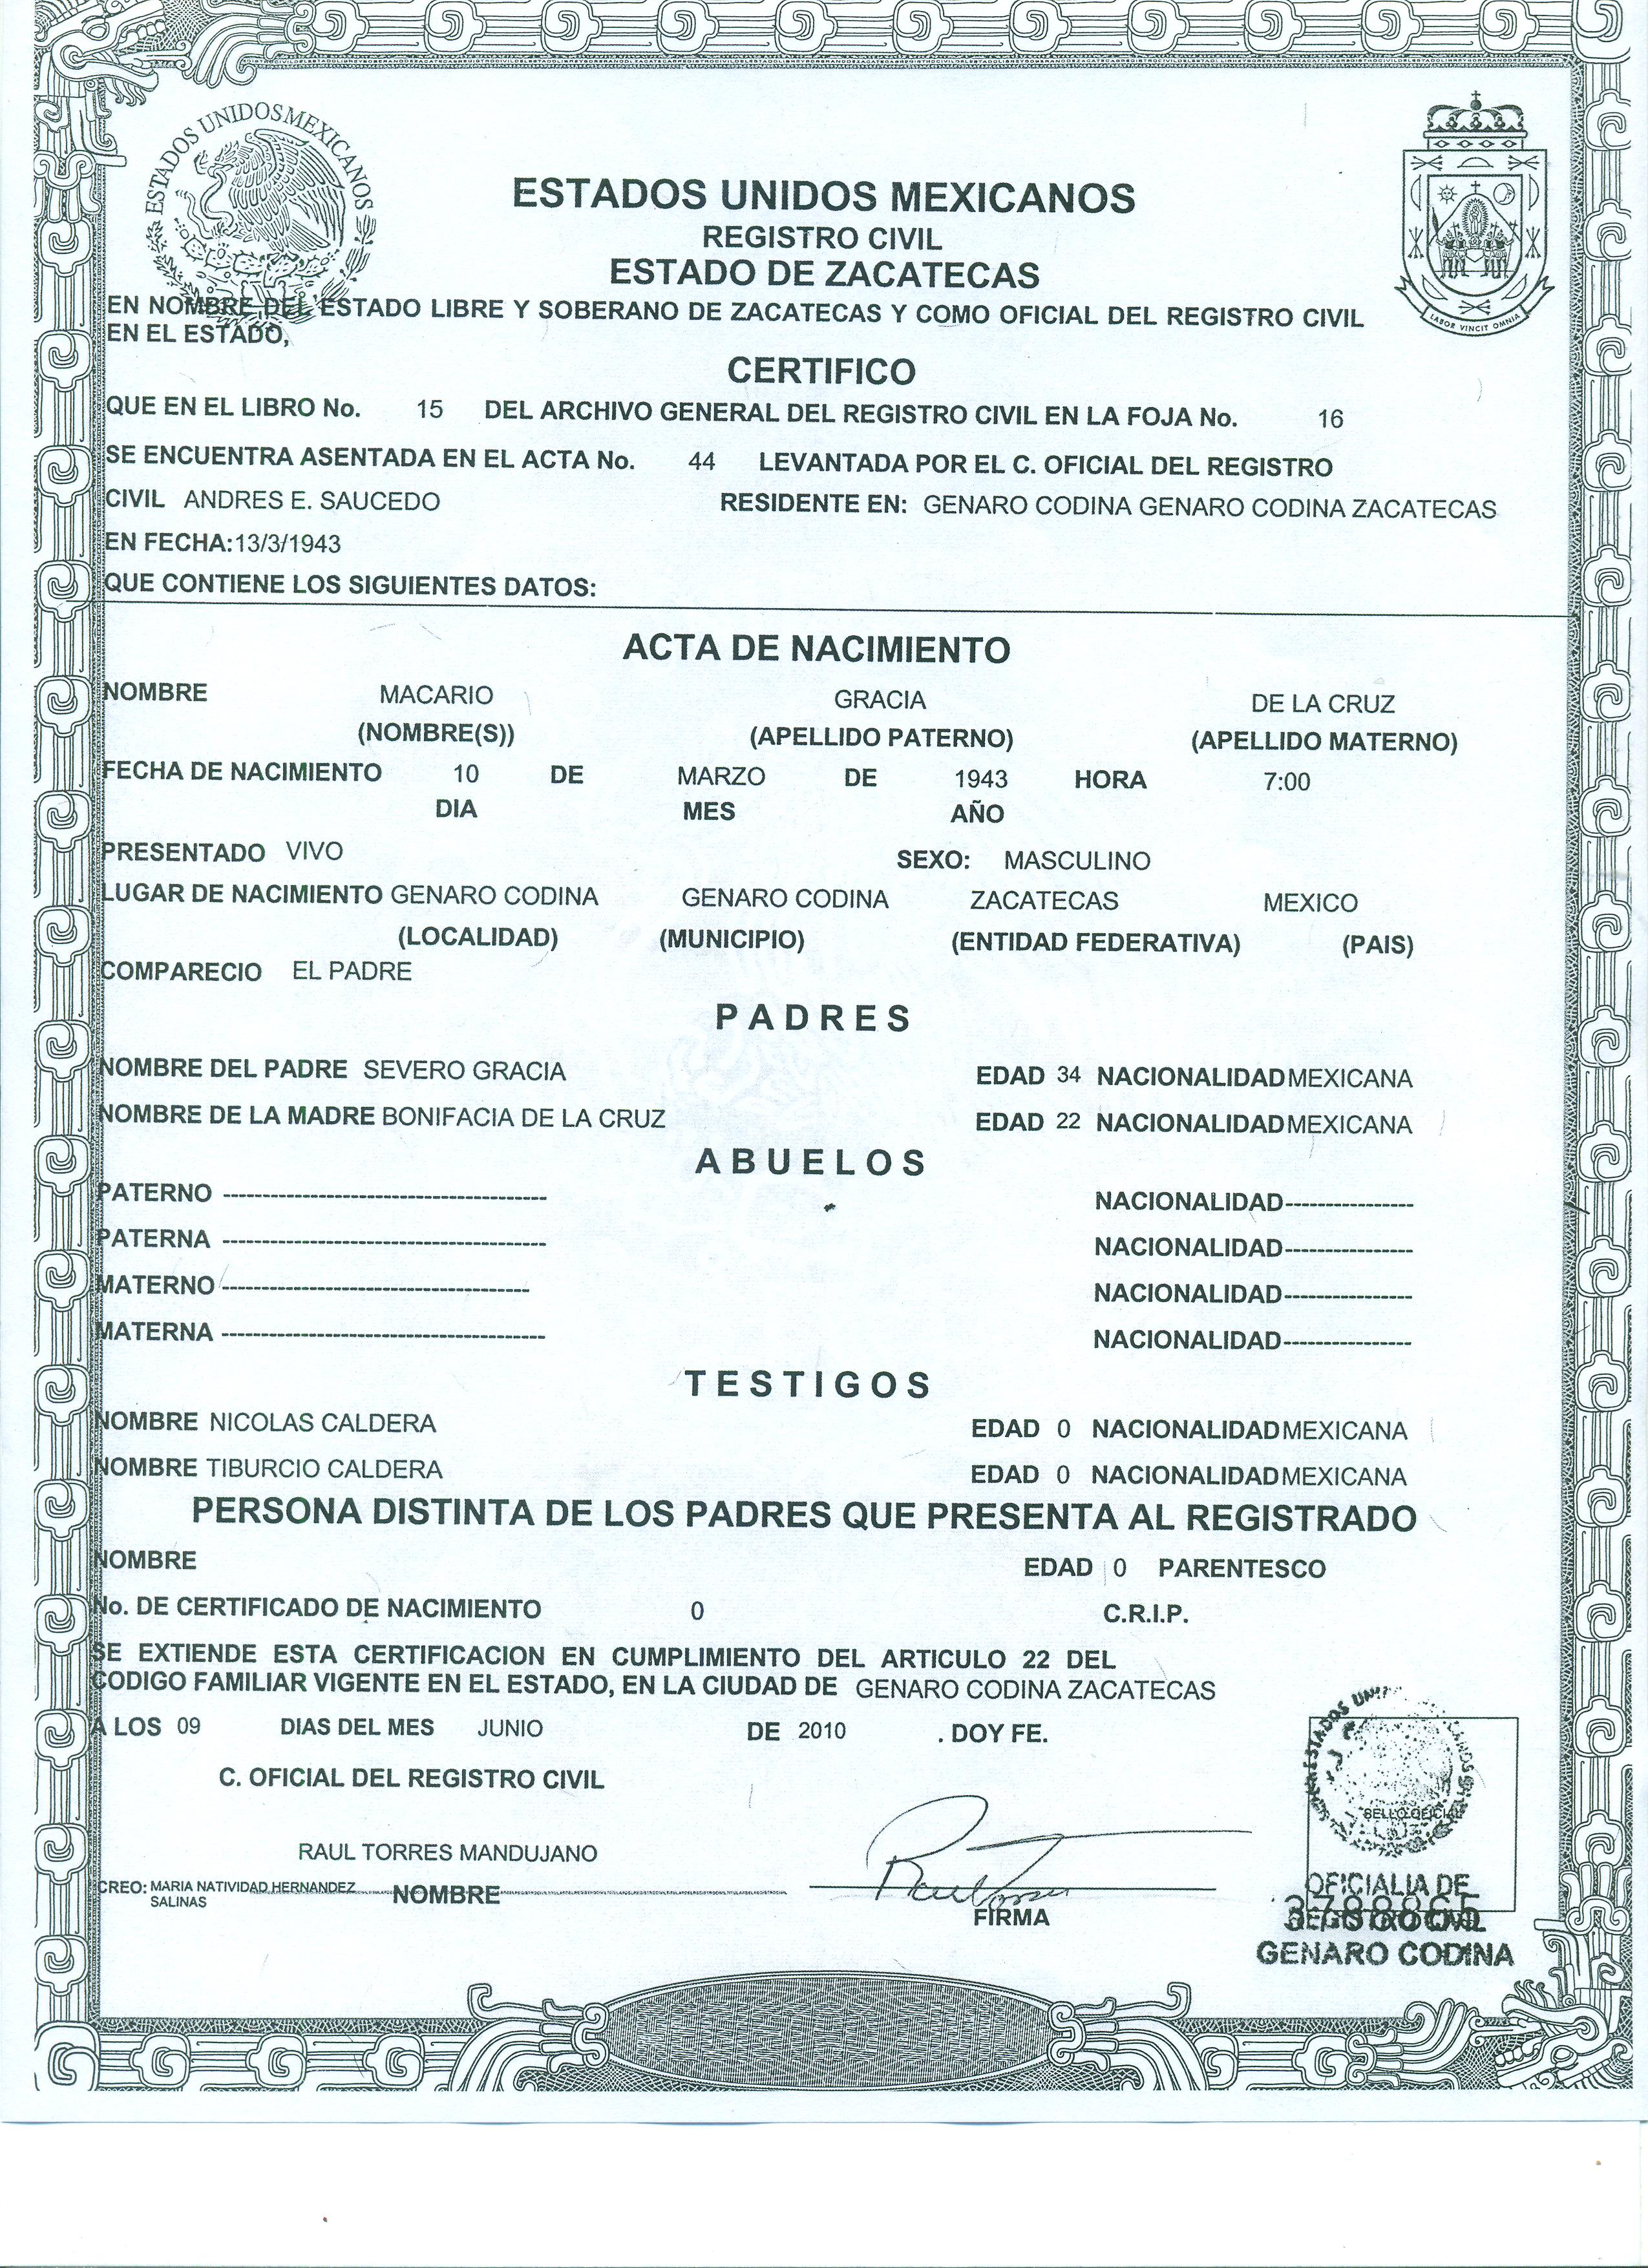 ESTADOS UNIDOS MEXICANOS
LABOR VINCIT OMNIA
ESTADOS UNIDOS MEXICANOS
REGISTRO CIVIL
ESTADO DE ZACATECAS
EN NOMBRE DEL ESTADO LIBRE Y SOBERANO DE ZACATECAS Y COMO OFICIAL DEL REGISTRO CIVIL
EN EL ESTADO,
CERTIFICO
QUE EN EL LIBRO No. 15 DEL ARCHIVO GENERAL DEL REGISTRO CIVIL EN LA FOJA No. 16
SE ENCUENTRA ASENTADA EN EL ACTA No. 44 LEVANTADA POR EL C. OFICIAL DEL REGISTRO
CIVIL ANDRES E. SAUCEDO RESIDENTE EN: GENARO CODINA GENARO CODINA ZACATECAS
EN FECHA:13/3/1943
QUE CONTIENE LOS SIGUIENTES DATOS:
ACTA DE NACIMIENTO
NOMBRE MACARIO GRACIA DE LA CRUZ
(NOMBRE(S)) (APELLIDO PATERNO) (APELLIDO MATERNO)
FECHA DE NACIMIENTO 10 DE MARZO DE 1943 HORA 7:00
DIA MES AÑO
PRESENTADO VIVO SEXO: MASCULINO
LUGAR DE NACIMIENTO GENARO CODINA GENARO CODINA ZACATECAS MEXICO
(LOCALIDAD) (MUNICIPIO) (ENTIDAD FEDERATIVA) (PAIS)
COMPARECIO EL PADRE
PADRES
NOMBRE DEL PADRE SEVERO GRACIA EDAD 34 NACIONALIDAD MEXICANA
NOMBRE DE LA MADRE BONIFACIA DE LA CRUZ EDAD 22 NACIONALIDAD MEXICANA
ABUELOS
PATERNO ---------------------------------------- NACIONALIDAD----------------
PATERNA ---------------------------------------- NACIONALIDAD----------------
MATERNO -------------------------------------- NACIONALIDAD----------------
MATERNA ---------------------------------------- NACIONALIDAD----------------
TESTIGOS
NOMBRE NICOLAS CALDERA EDAD 0 NACIONALIDAD MEXICANA
NOMBRE TIBURCIO CALDERA EDAD 0 NACIONALIDAD MEXICANA
PERSONA DISTINTA DE LOS PADRES QUE PRESENTA AL REGISTRADO
NOMBRE EDAD 0 PARENTESCO
No. DE CERTIFICADO DE NACIMIENTO 0 C.R.I.P.
SE EXTIENDE ESTA CERTIFICACION EN CUMPLIMIENTO DEL ARTICULO 22 DEL
CODIGO FAMILIAR VIGENTE EN EL ESTADO, EN LA CIUDAD DE GENARO CODINA ZACATECAS
A LOS 09 DIAS DEL MES JUNIO DE 2010 . DOY FE.
C. OFICIAL DEL REGISTRO CIVIL
SELLO OFICIAL
RAUL TORRES MANDUJANO
CREO: MARIA NATIVIDAD HERNANDEZ
SALINAS
NOMBRE
FIRMA
OFICIALIA DE
REGISTRO CIVIL
GENARO CODINA